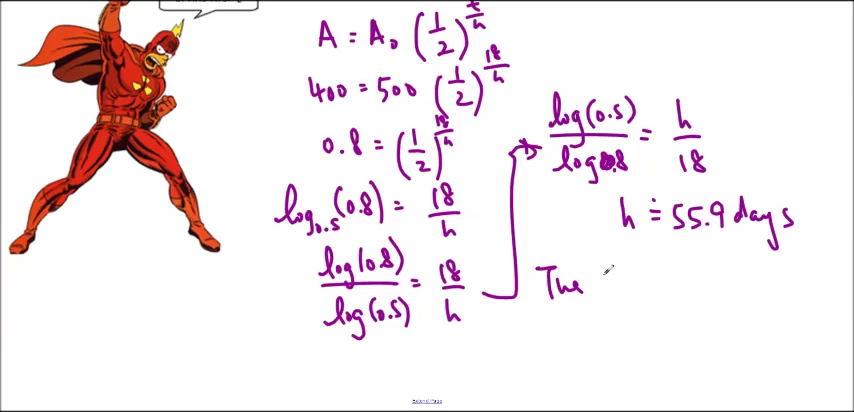 A = A₀ (1/2)^(t/h)
400 = 500 (1/2)^(18/h)
0.8 = (1/2)^(18/h)
log₀.₅(0.8) = 18/h
log(0.8)/log(0.5) = 18/h
log(0.5)/log 0.8 = h/18
h ≐ 55.9 days
The